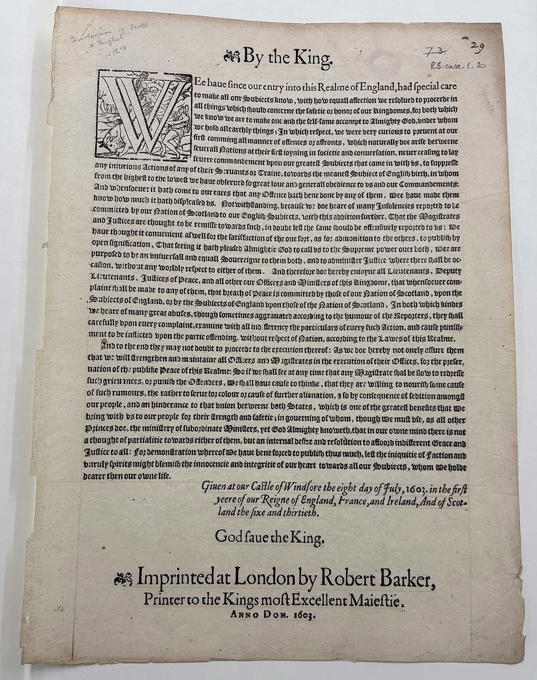 ❧ By the King.
29
WEe haue since our entry into this Realme of England, had special care
to make all our Subiects know, with how equall affection we resolued to proceede in
all things which should concerne the safetie or honor of our Kingdomes, for both which
we know we are to make one and the self-same accompt to Almighty God, vnder whom
we hold all earthly things; In which respect, we were very curious to preuent at our
first comming all manner of offences or affronts, which naturally doe arise betweene
seuerall Nations at their first ioyning in societie and conuersation, neuer ceasing to lay
seuere commandement vpon our greatest Subiects that came in with vs, to suppresse
any iniurious Actions of any of their Seruants or Traine, towards the meanest Subiect of English birth, in whom
from the highest to the lowest we haue obserued so great loue and generall obedience to vs and our Commandements:
And whensoeuer it hath come to our eares that any Offence hath bene done by any of them, Wee haue made them
know how much it hath displeased vs. Notwithstanding, because we doe heare of many Insolencies reported to be
committed by our Nation of Scotland to our English Subiects, with this addition further, That the Magistrates
and Justices are thought to be remisse towards such, in doubt lest the same should be offensiuely reported to vs: We
haue thought it conuenient aswell for the satisfaction of the one sort, as for admonition to the others, to publish by
open signification, That seeing it hath pleased Almightie God to call vs to the Supreme power ouer both, wee are
purposed to be an vniuersall and equall Soueraigne to them both, and to administer Justice where there shall be oc-
casion, without any worldly respect to either of them. And therefore doe hereby enioyne all Lieutenants, Deputy
Lieutenants, Justices of Peace, and all other our Officers and Ministers of this Kingdome, that whensoeuer com-
plaint shall be made to any of them, that breach of Peace is committed by those of our Nation of Scotland, vpon the
Subiects of England, or by the Subiects of England vpon those of the Nation of Scotland, In both which kindes
we heare of many great abuses, though sometimes aggrauated according to the humour of the Reporters, they shall
carefully vpon euery complaint, examine with all indifferency the particulars of euery such Action, and cause punish-
ment to be inflicted vpon the partie offending, without respect of Nation, according to the Lawes of this Realme.
And to the end they may not doubt to proceede to the execution thereof: As we doe hereby not onely assure them
that we will strengthen and maintaine all Officers and Magistrates in the execution of their Offices, for the preser-
uation of the publike Peace of this Realme: So if we shall see at any time that any Magistrate shall be slow to redresse
such grieuances, or punish the Offenders, We shall haue cause to thinke, that they are willing to nourish some cause
of such rumours, the rather to serue for colour or cause of further alienation, & so by consequence of sedition amongst
our people, and an hinderance to that vnion betweene both States, which is one of the greatest benefits that we
bring with vs to our people for their strength and safetie; in gouerning of whom, though we must vse, as all other
Princes doe, the ministery of subordinate Ministers, yet God Almighty knoweth, that in our owne mind there is not
a thought of partialitie towards either of them, but an internal desire and resolution to affoord indifferent Grace and
Justice to all: For demonstration whereof we haue bene forced to publish thus much, lest the iniquitie of Faction and
vnruly spirits might blemish the innocencie and integritie of our heart towards all our Subiects, whom we holde
dearer then our owne life.
Giuen at our Castle of Windsore the eight day of July, 1603. in the first
yeere of our Reigne of England, France, and Ireland, And of Scot-
land the sixe and thirtieth.
God saue the King.
❧ Imprinted at London by Robert Barker,
Printer to the Kings most Excellent Maiestie.
ANNO DOM. 1603.